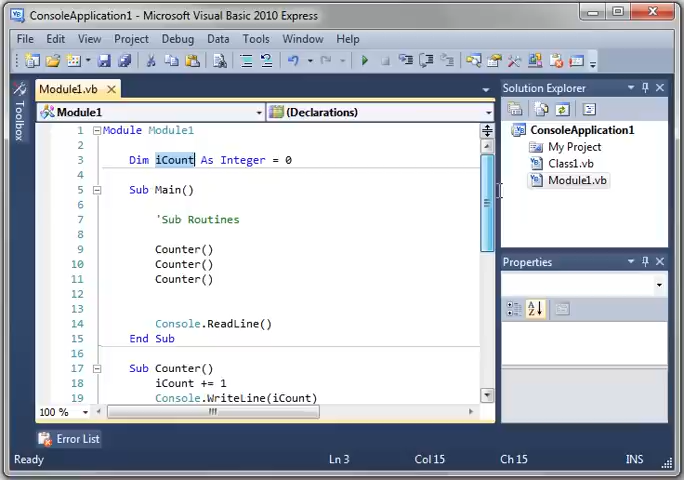 ConsoleApplication1 - Microsoft Visual Basic 2010 Express
File Edit View Project Debug Data Tools Window Help
Toolbox
Module1.vb
Module1 (Declarations)
1 Module Module1
2
3 Dim iCount As Integer = 0
4
5 Sub Main()
6
7 'Sub Routines
8
9 Counter()
10 Counter()
11 Counter()
12
13
14 Console.ReadLine()
15 End Sub
16
17 Sub Counter()
18 iCount += 1
19 Console.WriteLine(iCount)
100 %
Solution Explorer
ConsoleApplication1
My Project
Class1.vb
Module1.vb
Properties
Error List
Ready Ln 3 Col 15 Ch 15 INS